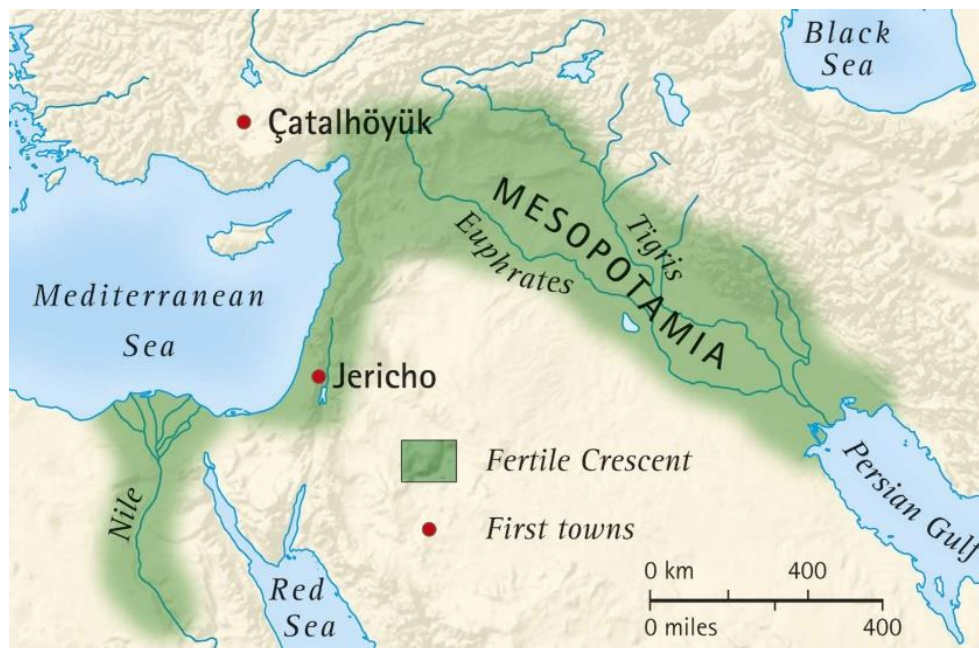 Black
Sea
Çatalhöyük
MESOPOTAMIA
Tigris
Euphrates
Mediterranean
Sea
Jericho
Fertile Crescent
Nile
Persian Gulf
First towns
Red
Sea
0 km 400
0 miles 400